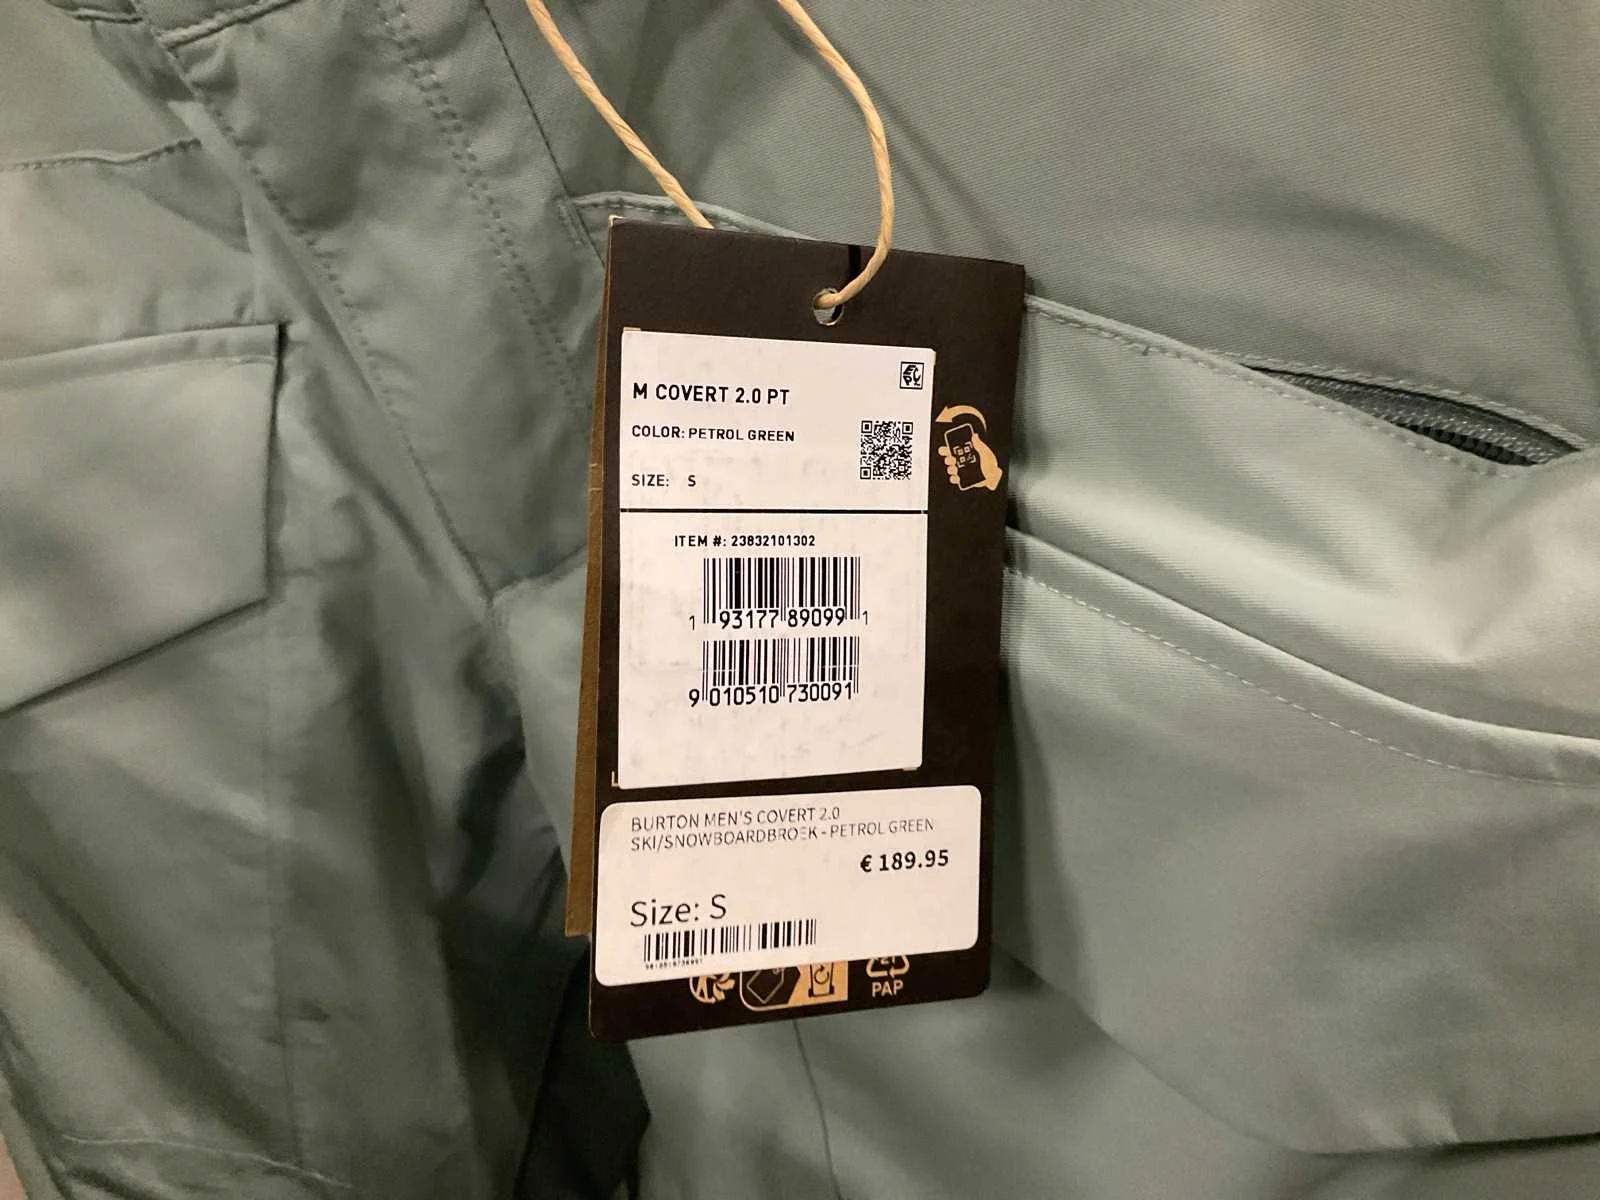 M COVERT 2.0 PT
COLOR: PETROL GREEN
SIZE: S
ITEM #: 23832101302
1 93177 89099 1
9 010510 730091
BURTON MEN'S COVERT 2.0
SKI/SNOWBOARDBROEK - PETROL GREEN
€ 189.95
Size: S
PAP